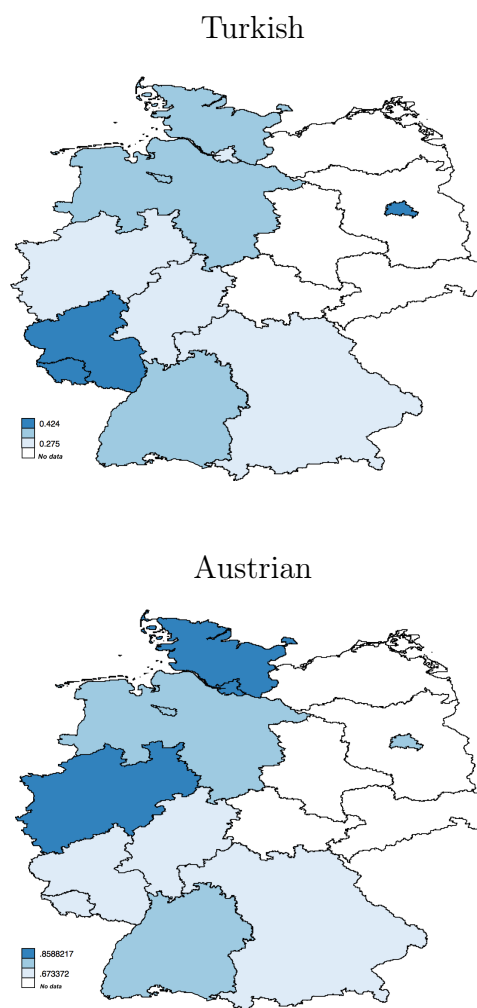 Turkish
0.424
0.275
No data
Austrian
.8588217
.673372
No data